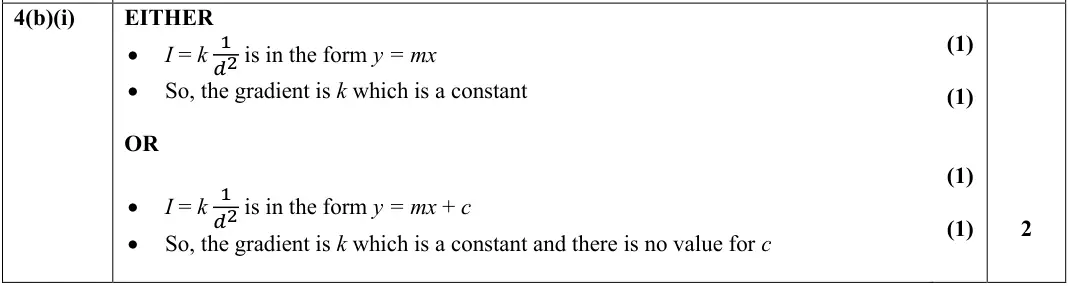 4(b)(i) EITHER
• I = k 1/d² is in the form y = mx (1)
• So, the gradient is k which is a constant (1)
OR
(1)
• I = k 1/d² is in the form y = mx + c
• So, the gradient is k which is a constant and there is no value for c (1) 2